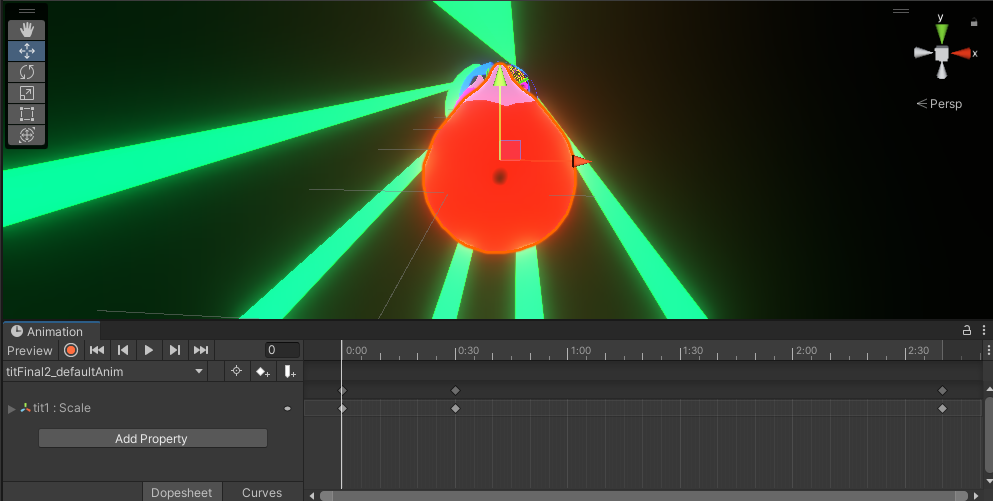 y
x
Persp
Animation
Preview
0
0:00
0:30
1:00
1:30
2:00
2:30
titFinal2_defaultAnim
tit1 : Scale
Add Property
Dopesheet
Curves